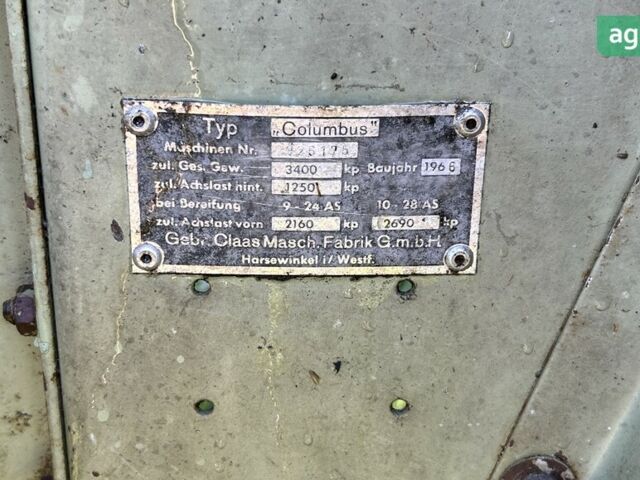 ag
Typ „Columbus"
Maschinen Nr.
zul. Ges. Gew. 3400 kp Baujahr 1966
zul. Achslast hint. 1250 kp
bei Bereifung 9-24 AS 10-28 AS
zul. Achslast vorn 2160 kp 2690 kp
Gebr. Claas Masch. Fabrik G.m.b.H.
Harsewinkel i/Westf.